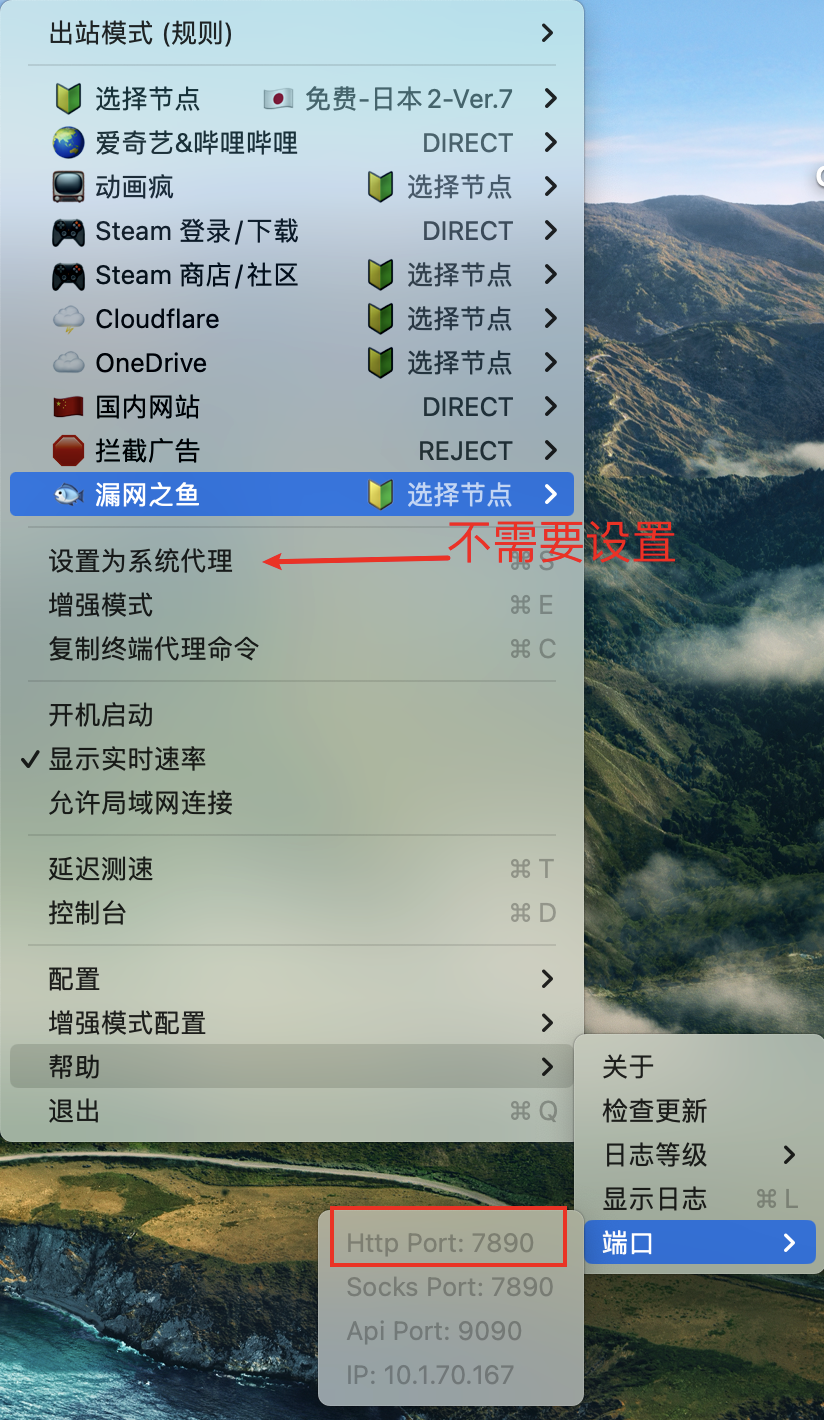 出站模式 (规则)
选择节点 免费-日本 2-Ver.7
爱奇艺&哔哩哔哩 DIRECT
动画疯 选择节点
Steam 登录/下载 DIRECT
Steam 商店/社区 选择节点
Cloudflare 选择节点
OneDrive 选择节点
国内网站 DIRECT
拦截广告 REJECT
漏网之鱼 选择节点
不需要设置
设置为系统代理 ⌘ S
增强模式 ⌘ E
复制终端代理命令 ⌘ C
开机启动
✓ 显示实时速率
允许局域网连接
延迟测速 ⌘ T
控制台 ⌘ D
配置
增强模式配置
帮助
退出 ⌘ Q
关于
检查更新
日志等级
显示日志 ⌘ L
端口
Http Port: 7890
Socks Port: 7890
Api Port: 9090
IP: 10.1.70.167